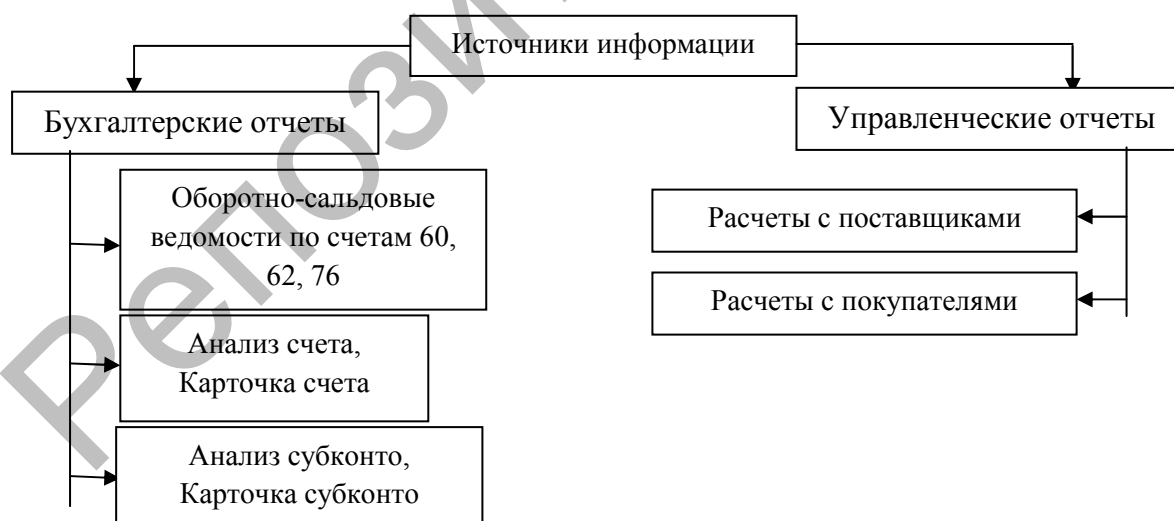 Источники информации
Бухгалтерские отчеты
Управленческие отчеты
Оборотно-сальдовые
ведомости по счетам 60,
62, 76
Анализ счета,
Карточка счета
Анализ субконто,
Карточка субконто
Расчеты с поставщиками
Расчеты с покупателями